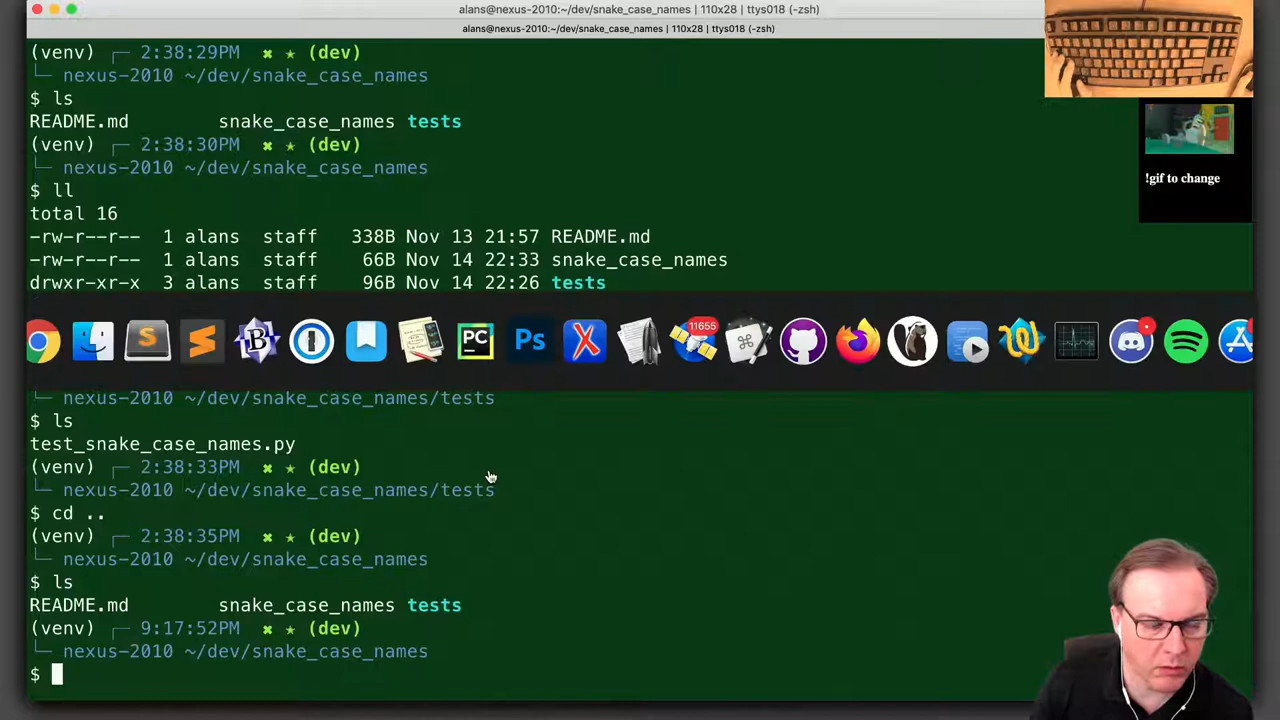 alans@nexus-2010:~/dev/snake_case_names | 110x28 | ttys018 (-zsh)
alans@nexus-2010:~/dev/snake_case_names | 110x28 | ttys018 (-zsh)
(venv) ┌─ 2:38:29PM ✖ ★ (dev)
└─ nexus-2010 ~/dev/snake_case_names
$ ls
README.md snake_case_names tests
(venv) ┌─ 2:38:30PM ✖ ★ (dev)
└─ nexus-2010 ~/dev/snake_case_names
$ ll
total 16
-rw-r--r-- 1 alans staff 338B Nov 13 21:57 README.md
-rw-r--r-- 1 alans staff 66B Nov 14 22:33 snake_case_names
drwxr-xr-x 3 alans staff 96B Nov 14 22:26 tests
!gif to change
S
B
PC
Ps
X
11655
└─ nexus-2010 ~/dev/snake_case_names/tests
$ ls
test_snake_case_names.py
(venv) ┌─ 2:38:33PM ✖ ★ (dev)
└─ nexus-2010 ~/dev/snake_case_names/tests
$ cd ..
(venv) ┌─ 2:38:35PM ✖ ★ (dev)
└─ nexus-2010 ~/dev/snake_case_names
$ ls
README.md snake_case_names tests
(venv) ┌─ 9:17:52PM ✖ ★ (dev)
└─ nexus-2010 ~/dev/snake_case_names
$